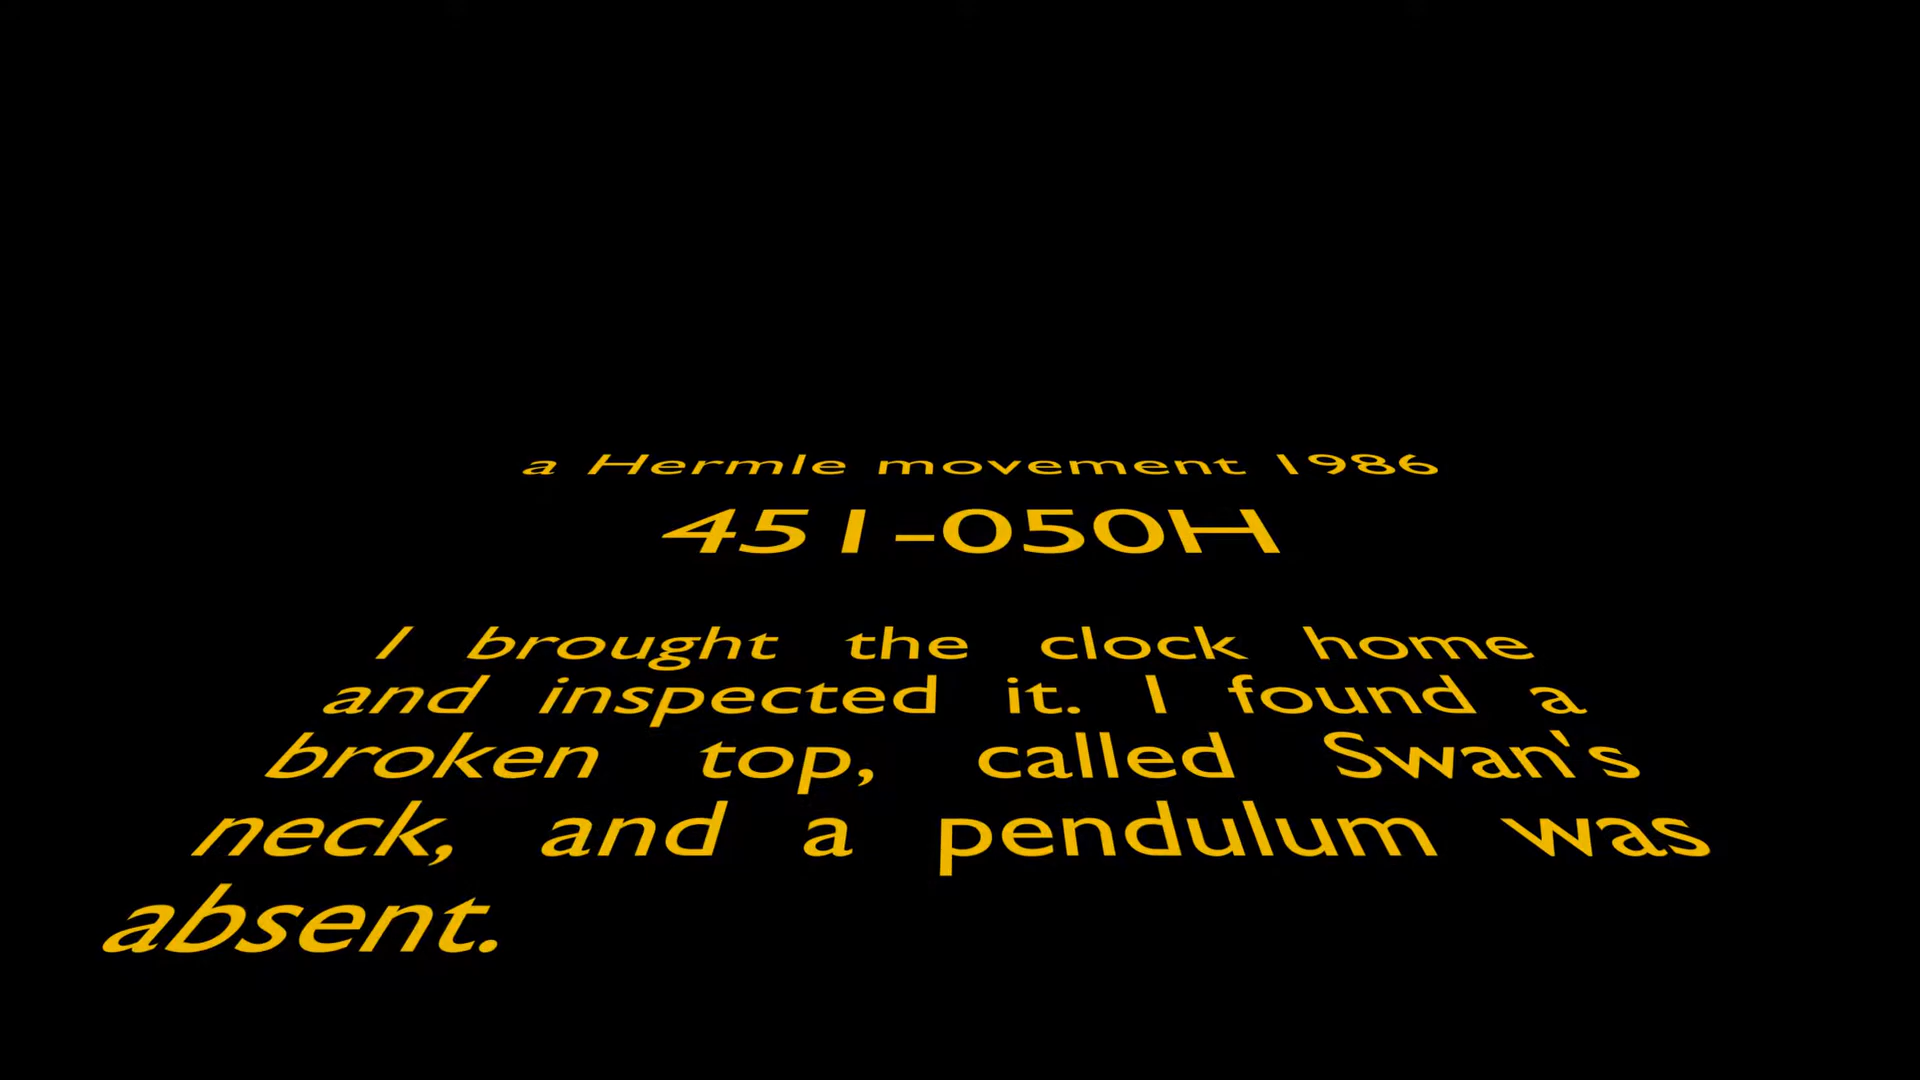 a Hermle movement 1986
451-050H
I brought the clock home
and inspected it. I found a
broken top, called Swan's
neck, and a pendulum was
absent.